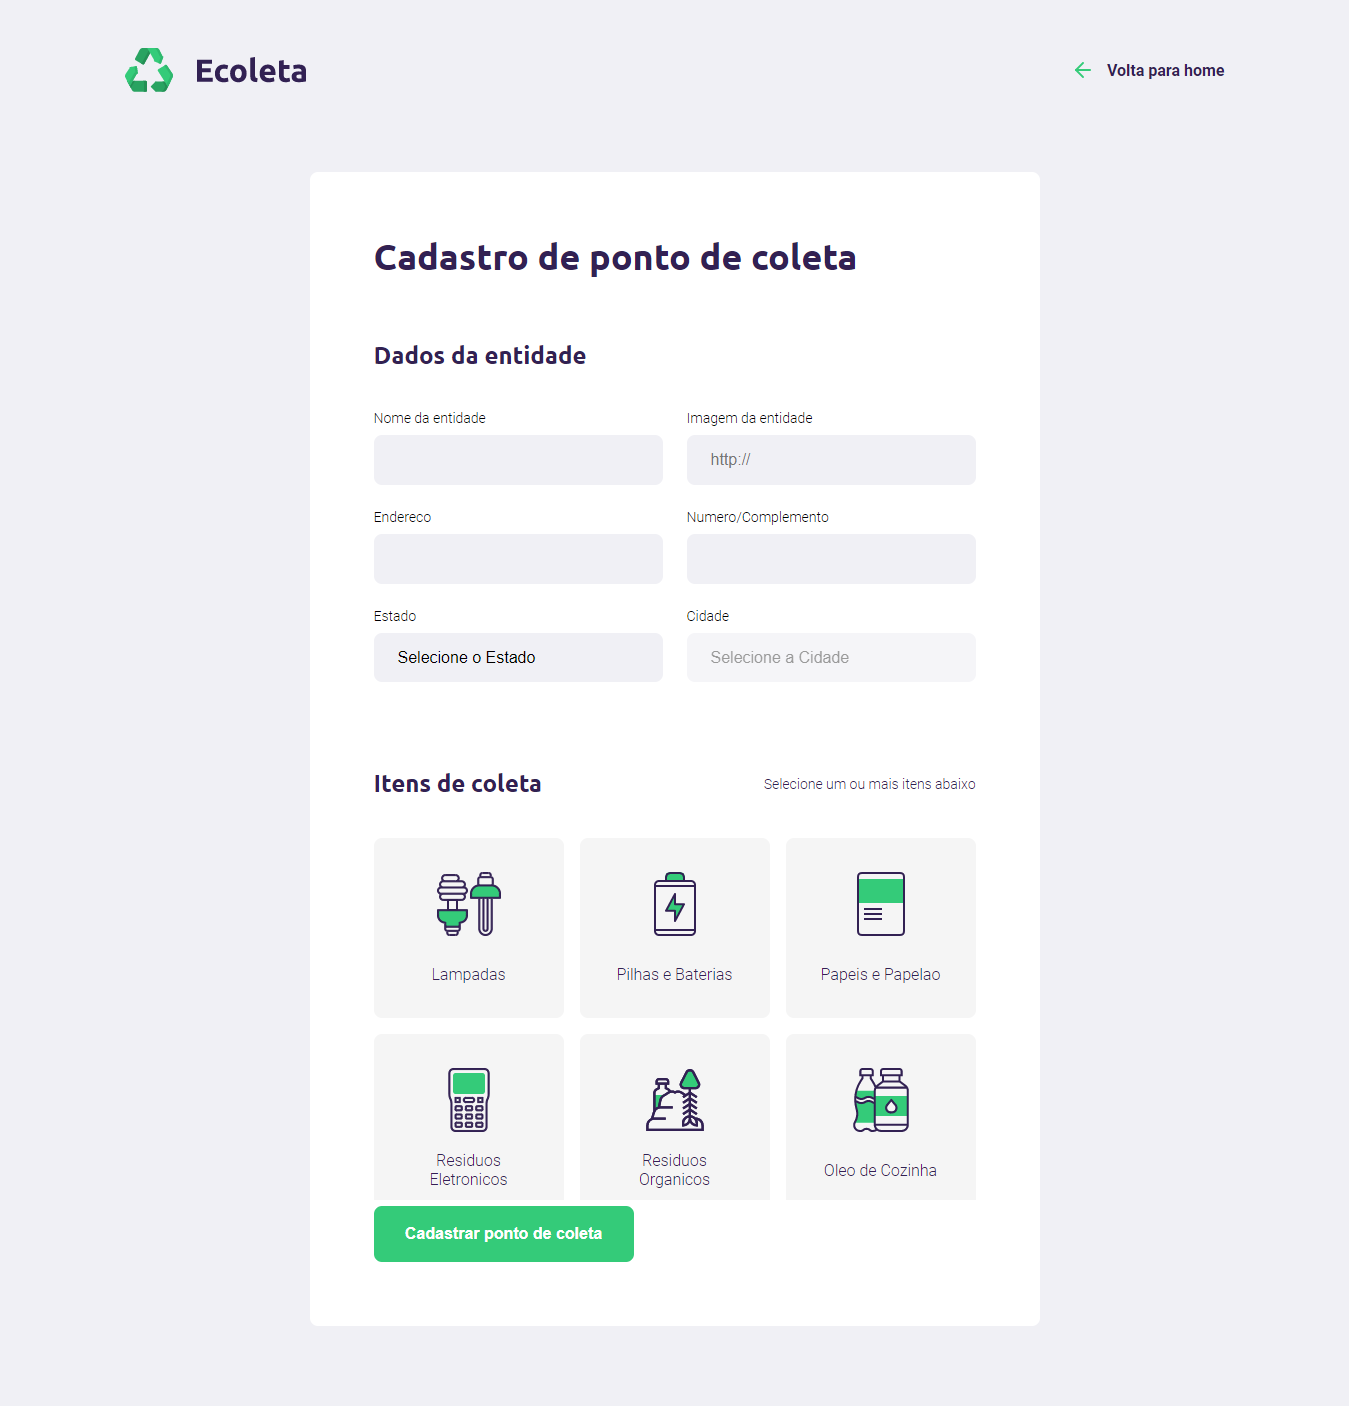 Ecoleta
Volta para home
Cadastro de ponto de coleta
Dados da entidade
Nome da entidade
Imagem da entidade
http://
Endereco
Numero/Complemento
Estado
Cidade
Selecione o Estado
Selecione a Cidade
Itens de coleta
Selecione um ou mais itens abaixo
Lampadas
Pilhas e Baterias
Papeis e Papelao
Residuos
Eletronicos
Residuos
Organicos
Oleo de Cozinha
Cadastrar ponto de coleta